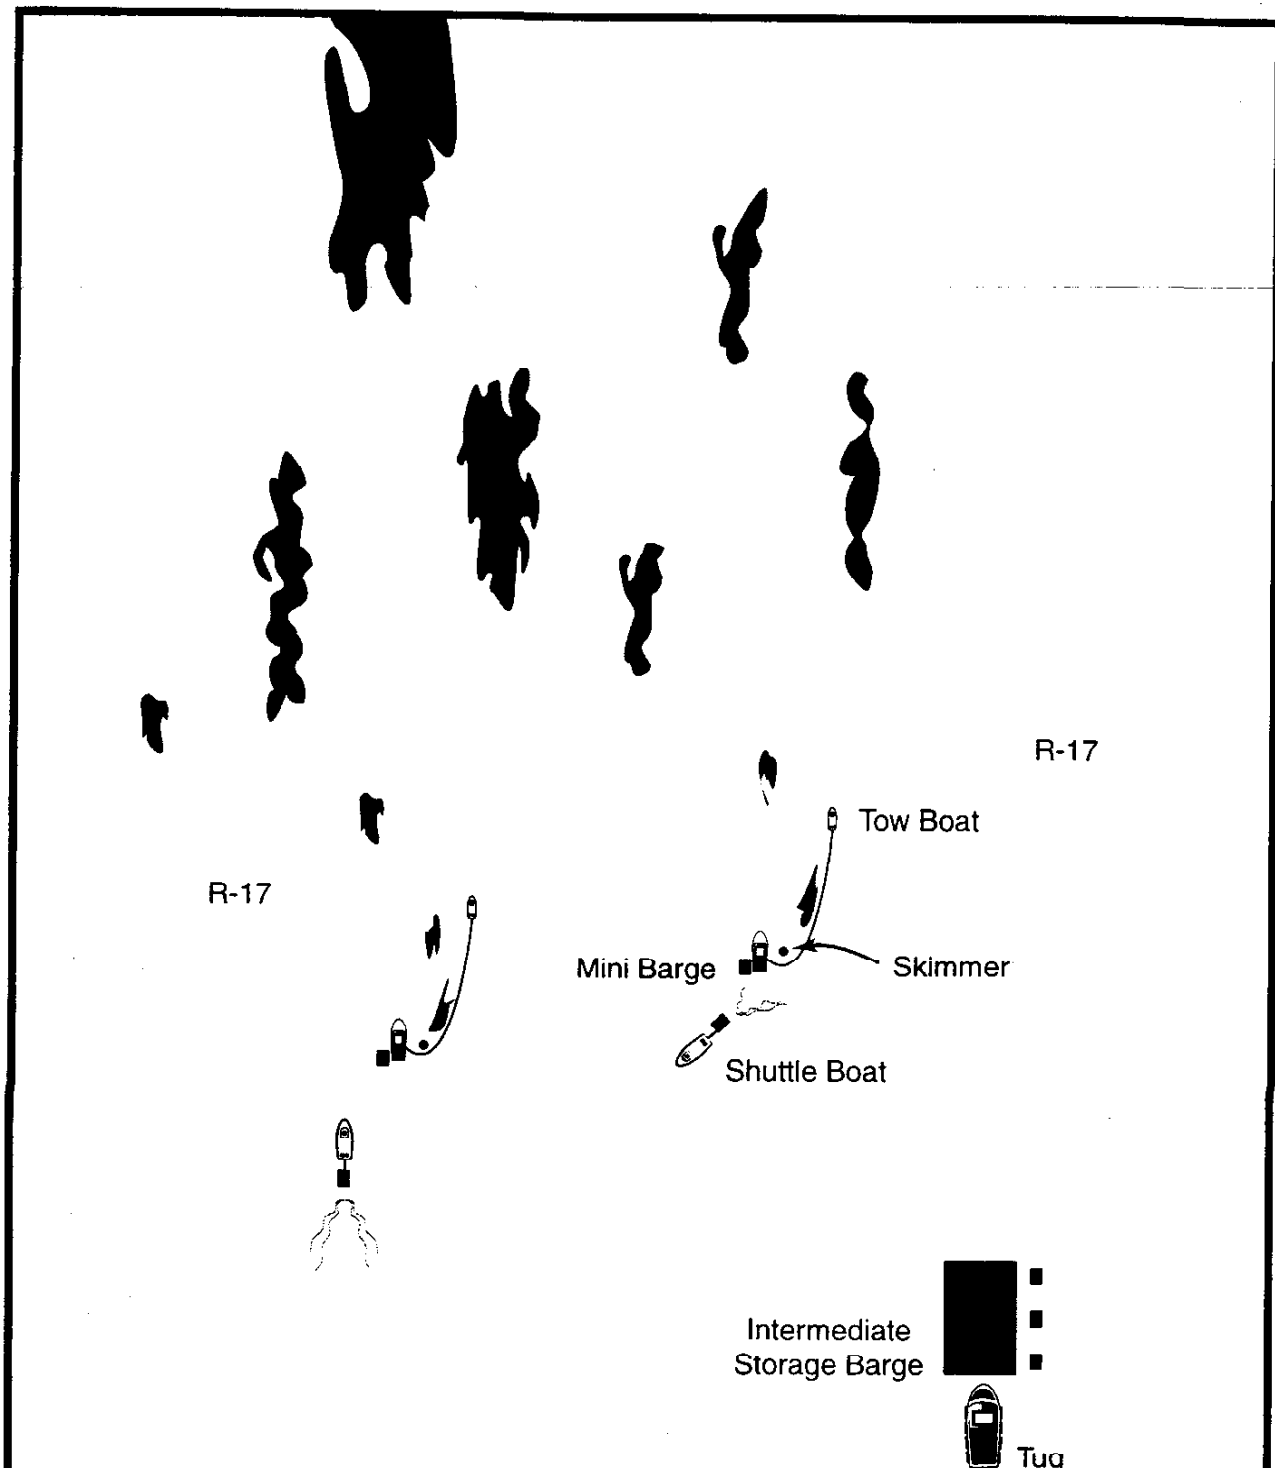 R-17
Tow Boat
R-17
Mini Barge
Skimmer
Shuttle Boat
Intermediate
Storage Barge
Tug